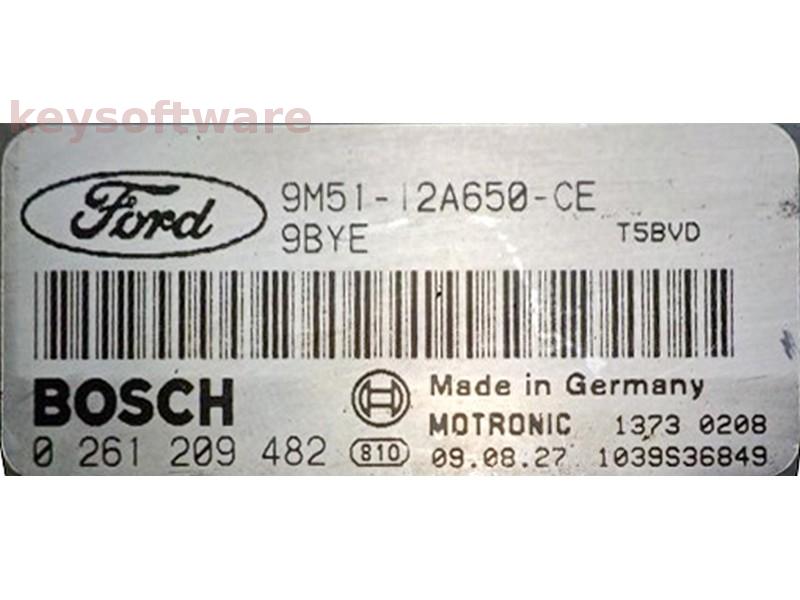 keysoftware
Ford
9M51-12A650-CE
9BYE
T5BVD
BOSCH
Made in Germany
MOTRONIC 1373 0208
0 261 209 482 810 09.08.27 1039S36849